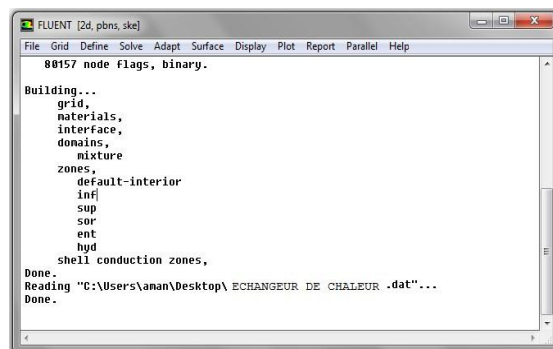 FLUENT [2d, pbns, ske]
File Grid Define Solve Adapt Surface Display Plot Report Parallel Help
80157 node flags, binary.
Building...
grid,
materials,
interface,
domains,
mixture
zones,
default-interior
inf
sup
sor
ent
hyd
shell conduction zones,
Done.
Reading "C:\Users\aman\Desktop\ ECHANGEUR DE CHALEUR .dat"...
Done.